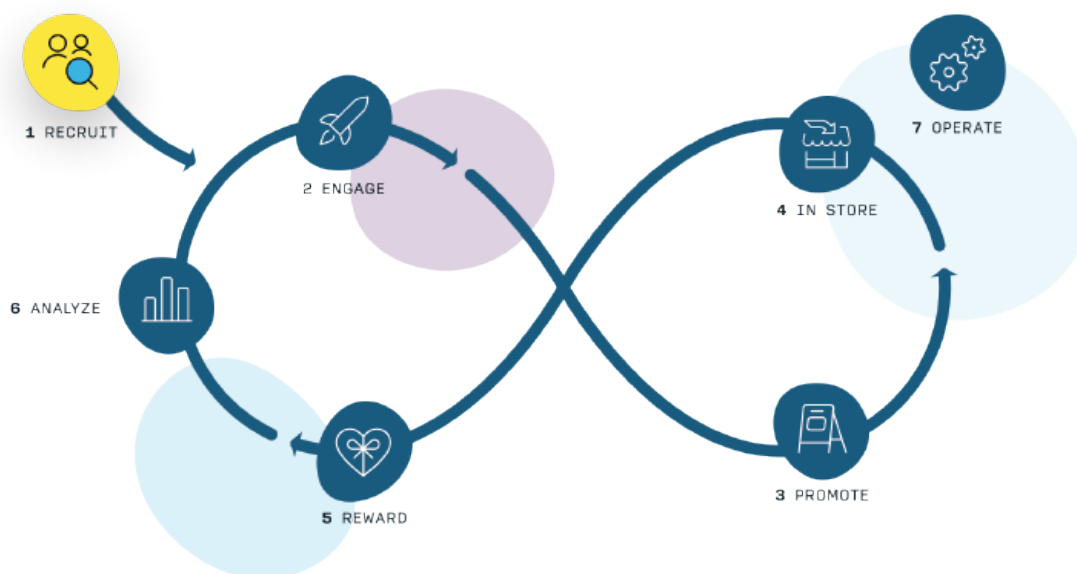 1 RECRUIT
2 ENGAGE
3 PROMOTE
4 IN STORE
5 REWARD
6 ANALYZE
7 OPERATE